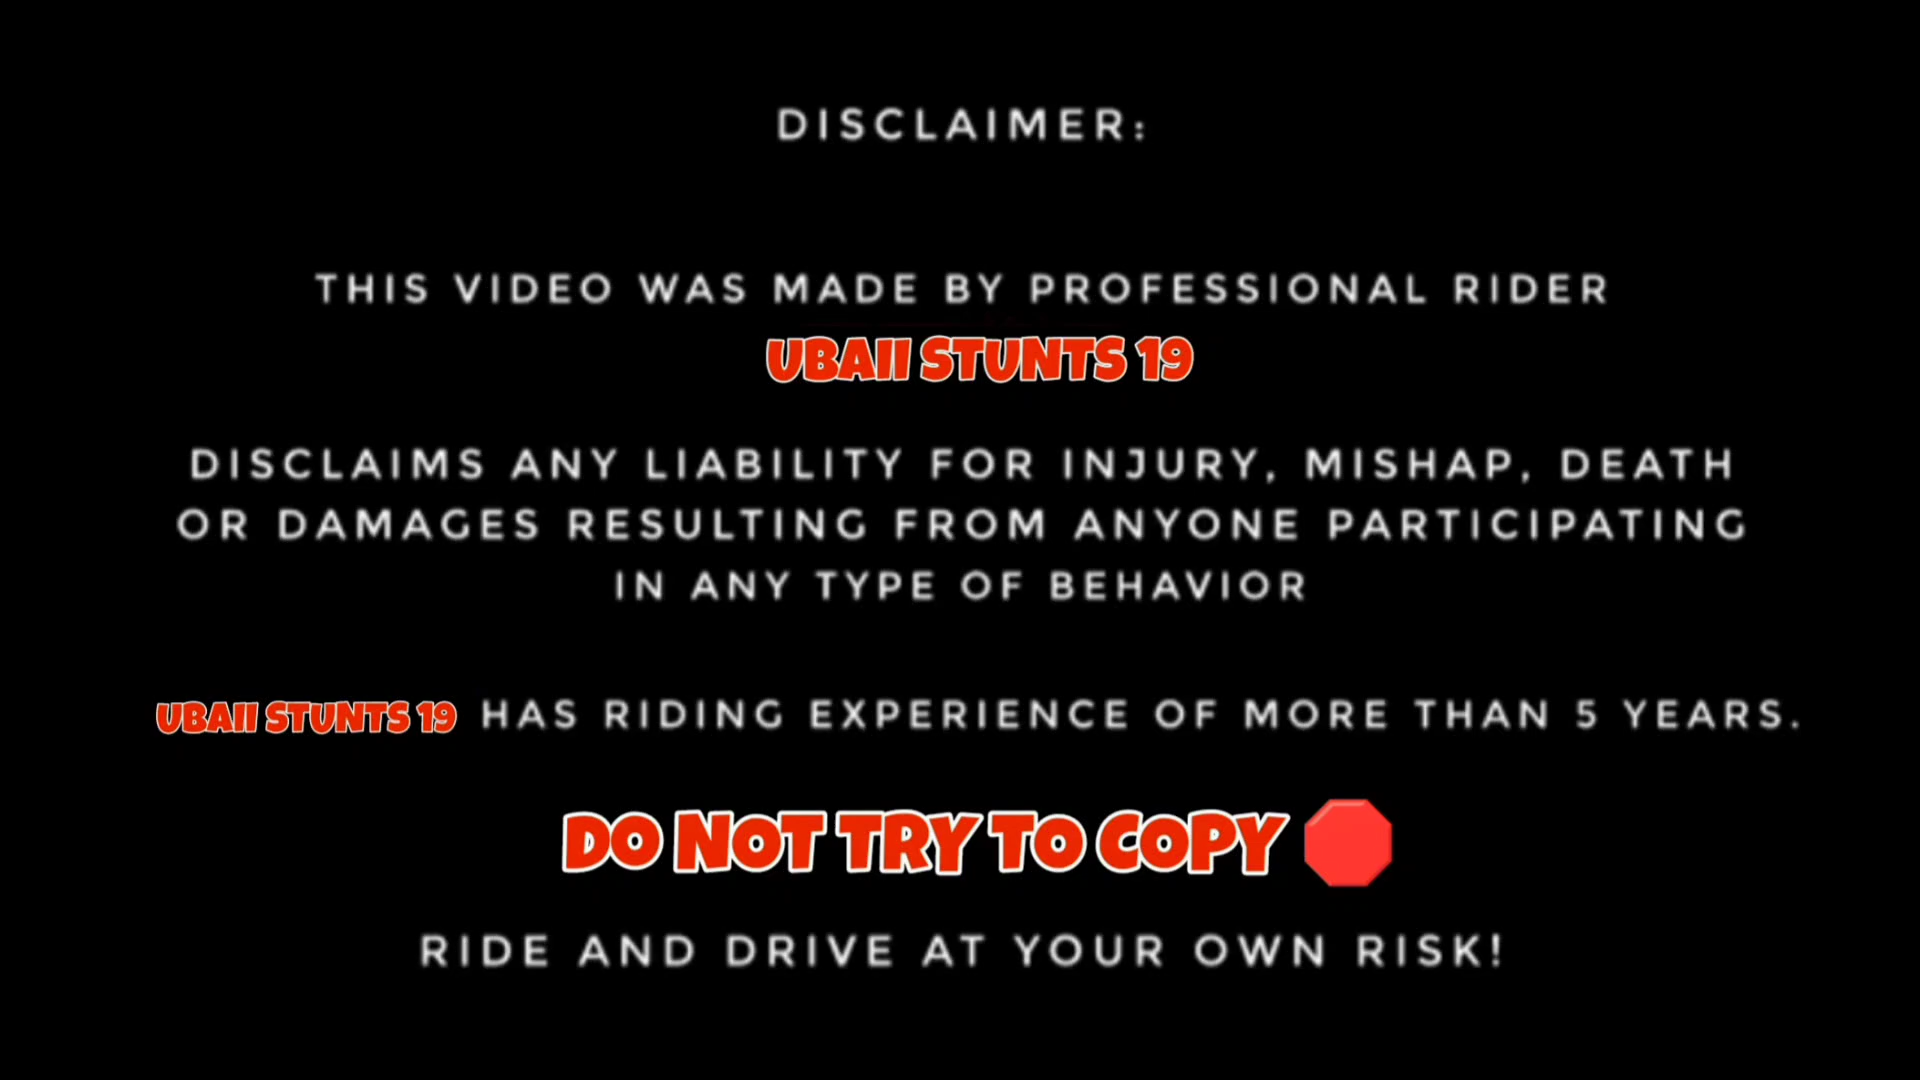 DISCLAIMER:
THIS VIDEO WAS MADE BY PROFESSIONAL RIDER
UBAII STUNTS 19
DISCLAIMS ANY LIABILITY FOR INJURY, MISHAP, DEATH
OR DAMAGES RESULTING FROM ANYONE PARTICIPATING
IN ANY TYPE OF BEHAVIOR
UBAII STUNTS 19 HAS RIDING EXPERIENCE OF MORE THAN 5 YEARS.
DO NOT TRY TO COPY 🛑
RIDE AND DRIVE AT YOUR OWN RISK!